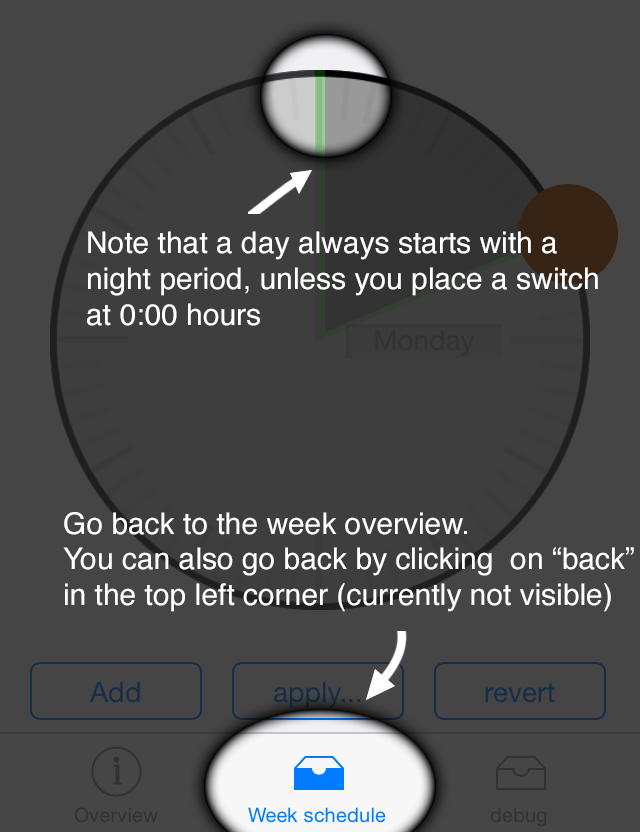 Note that a day always starts with a
night period, unless you place a switch
at 0:00 hours
Monday
Go back to the week overview.
You can also go back by clicking  on “back”
in the top left corner (currently not visible)
Add
apply...
revert
Overview
Week schedule
debug